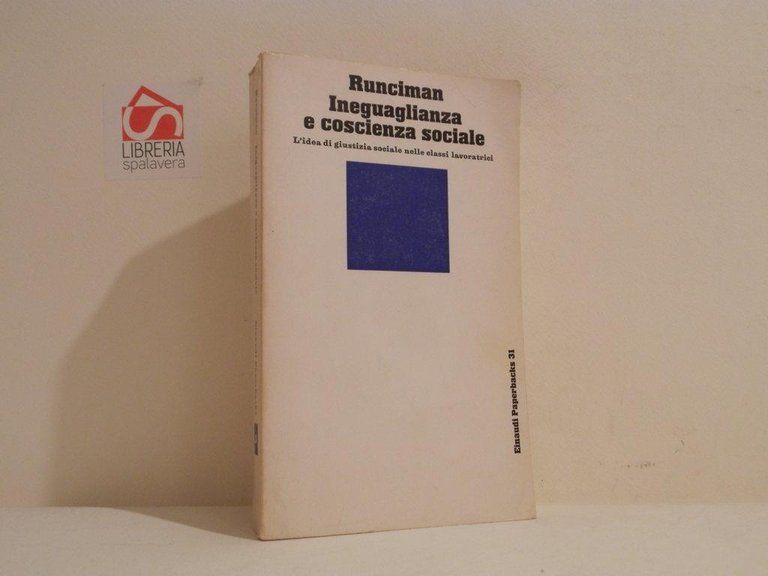 LIBRERIA
spalavera
Runciman
Ineguaglianza
e coscienza sociale
L'idea di giustizia sociale nelle classi lavoratrici
Einaudi Paperbacks 31